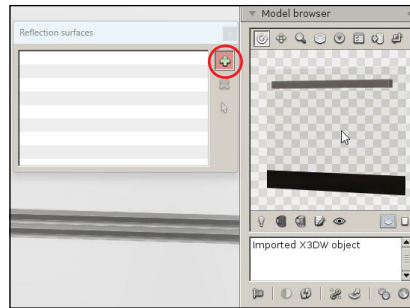 Reflection surfaces
Model browser
Imported X3DW object